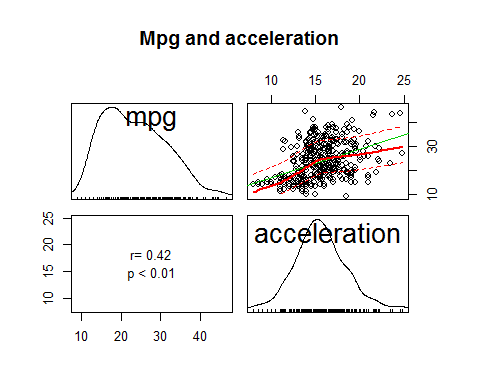 Mpg and acceleration
10 15 20 25
mpg
10 30
10 15 20 25
r= 0.42
p < 0.01
acceleration
10 20 30 40